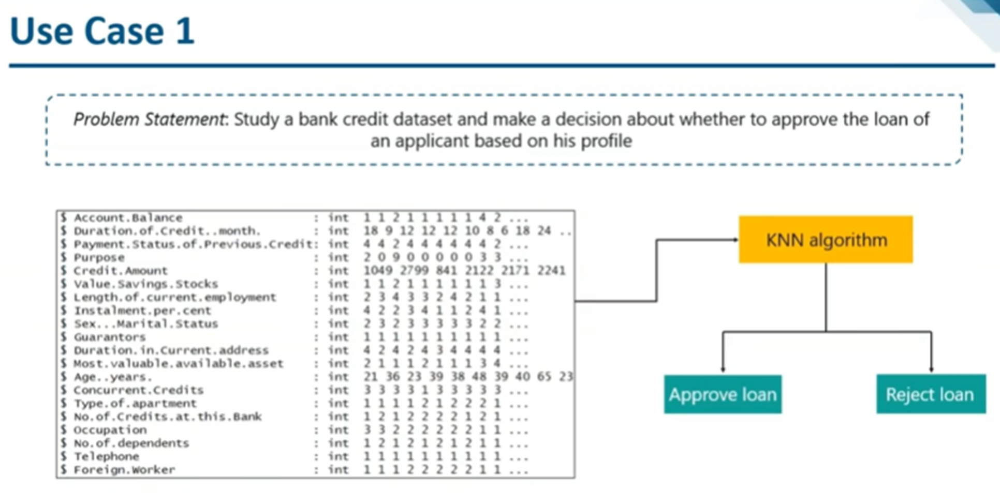 Use Case 1
Problem Statement: Study a bank credit dataset and make a decision about whether to approve the loan of
an applicant based on his profile
$ Account.Balance : int 1 1 2 1 1 1 1 1 4 2 ...
$ Duration.of.Credit..month. : int 18 9 12 12 12 10 8 6 18 24 ..
$ Payment.Status.of.Previous.Credit: int 4 4 2 4 4 4 4 4 4 2 ...
$ Purpose : int 2 0 9 0 0 0 0 0 3 3 ...
$ Credit.Amount : int 1049 2799 841 2122 2171 2241
$ Value.Savings.Stocks : int 1 1 2 1 1 1 1 1 1 3 ...
$ Length.of.current.employment : int 2 3 4 3 3 2 4 2 1 1 ...
$ Instalment.per.cent : int 4 2 2 3 4 1 1 2 4 1 ...
$ Sex...Marital.Status : int 2 3 2 3 3 3 3 3 2 2 ...
$ Guarantors : int 1 1 1 1 1 1 1 1 1 1 ...
$ Duration.in.Current.address : int 4 2 4 2 4 3 4 4 4 4 ...
$ Most.valuable.available.asset : int 2 1 1 1 2 1 1 1 3 4 ...
$ Age..years. : int 21 36 23 39 38 48 39 40 65 23
$ Concurrent.Credits : int 3 3 3 3 1 3 3 3 3 3 ...
$ Type.of.apartment : int 1 1 1 1 2 1 2 2 2 1 ...
$ No.of.Credits.at.this.Bank : int 1 2 1 2 2 2 2 1 2 1 ...
$ Occupation : int 3 3 2 2 2 2 2 2 1 1 ...
$ No.of.dependents : int 1 2 1 2 1 2 1 2 1 1 ...
$ Telephone : int 1 1 1 1 1 1 1 1 1 1 ...
$ Foreign.Worker : int 1 1 1 2 2 2 2 2 1 1 ...
KNN algorithm
Approve loan
Reject loan